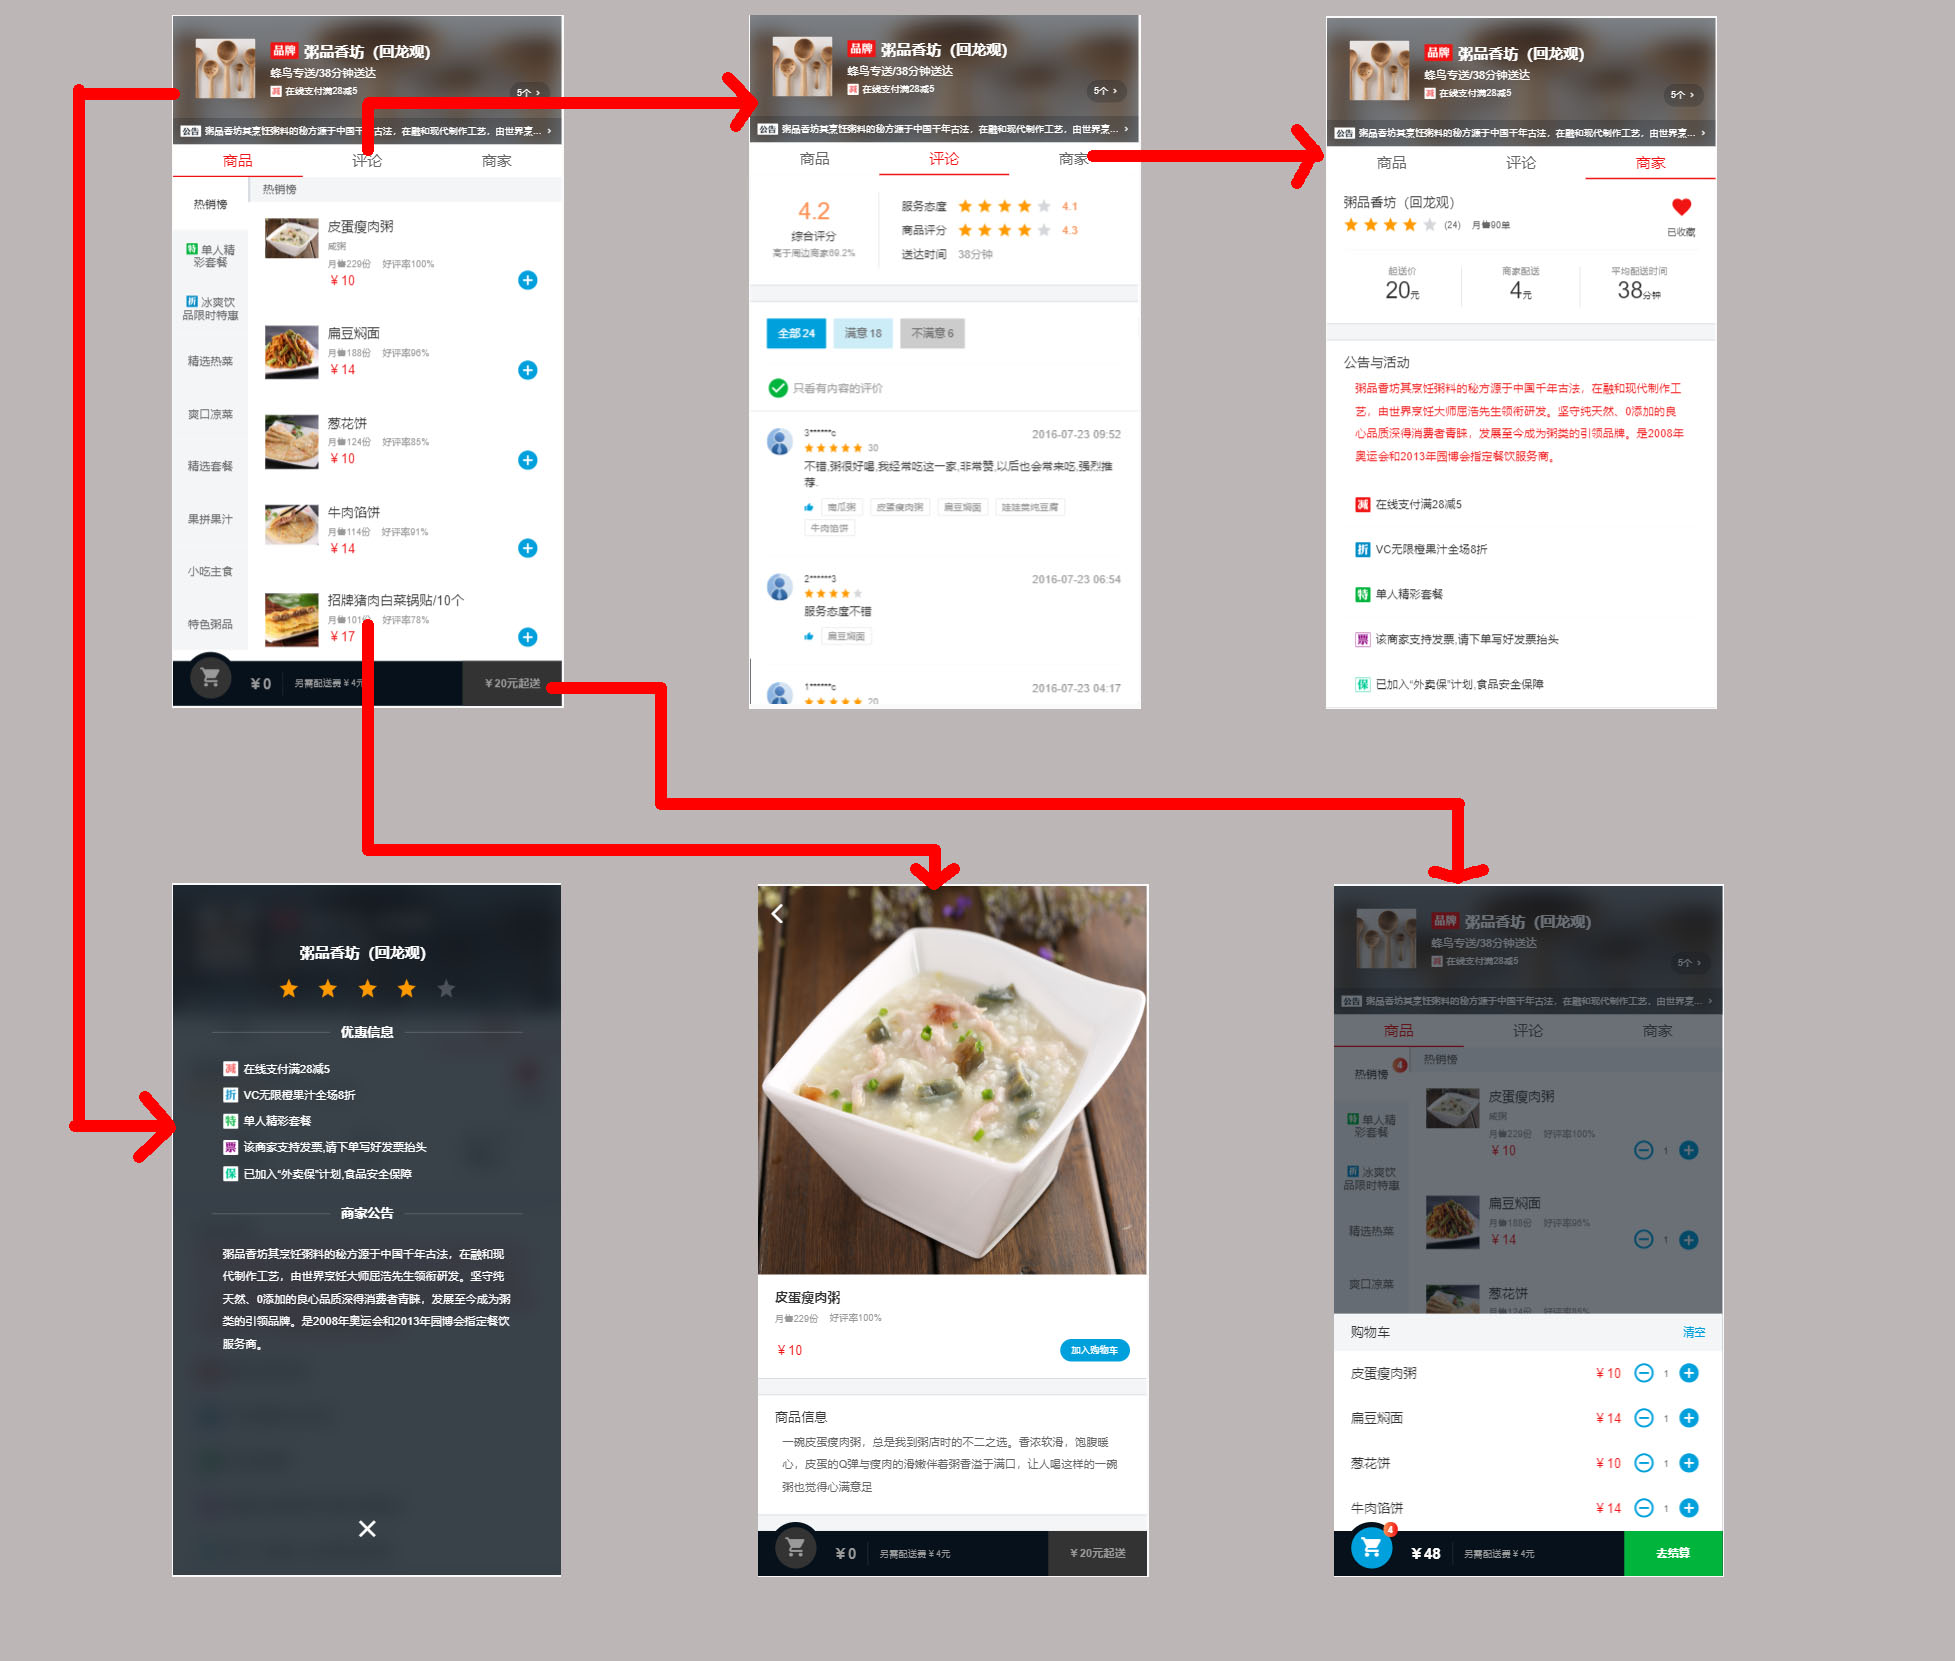 品牌 粥品香坊（回龙观）
蜂鸟专送/38分钟送达
减 在线支付满28减5
5个 >
公告 粥品香坊其烹饪粥料的秘方源于中国千年古法，在融和现代制作工艺，由世界烹... >
商品 评论 商家
热销榜
特 单人精
彩套餐
折 冰爽饮
品限时特惠
精选热菜
爽口凉菜
精选套餐
果拼果汁
小吃主食
特色粥品
热销榜
皮蛋瘦肉粥
咸粥
月售229份 好评率100%
￥10
扁豆焖面
月售188份 好评率96%
￥14
葱花饼
月售124份 好评率85%
￥10
牛肉馅饼
月售114份 好评率91%
￥14
招牌猪肉白菜锅贴/10个
月售101份 好评率78%
￥17
￥0 另需配送费￥4元 ￥20元起送
品牌 粥品香坊（回龙观）
蜂鸟专送/38分钟送达
减 在线支付满28减5
5个 >
公告 粥品香坊其烹饪粥料的秘方源于中国千年古法，在融和现代制作工艺，由世界烹... >
商品 评论 商家
4.2
综合评分
高于周边商家69.2%
服务态度 4.1
商品评分 4.3
送达时间 38分钟
全部 24 满意 18 不满意 6
只看有内容的评价
3******c 2016-07-23 09:52
30
不错,粥很好喝,我经常吃这一家,非常赞,以后也会常来吃,强烈推
荐.
南瓜粥 皮蛋瘦肉粥 扁豆焖面 娃娃菜炖豆腐
牛肉馅饼
2******3 2016-07-23 06:54
服务态度不错
扁豆焖面
1******c 2016-07-23 04:17
20
品牌 粥品香坊（回龙观）
蜂鸟专送/38分钟送达
减 在线支付满28减5
5个 >
公告 粥品香坊其烹饪粥料的秘方源于中国千年古法，在融和现代制作工艺，由世界烹... >
商品 评论 商家
粥品香坊（回龙观）
(24) 月售90单
已收藏
起送价 商家配送 平均配送时间
20元 4元 38分钟
公告与活动
粥品香坊其烹饪粥料的秘方源于中国千年古法，在融和现代制作工
艺，由世界烹饪大师屈浩先生领衔研发。坚守纯天然、0添加的良
心品质深得消费者青睐，发展至今成为粥类的引领品牌。是2008年
奥运会和2013年园博会指定餐饮服务商。
减 在线支付满28减5
折 VC无限橙果汁全场8折
特 单人精彩套餐
票 该商家支持发票,请下单写好发票抬头
保 已加入“外卖保”计划,食品安全保障
粥品香坊（回龙观）
优惠信息
减 在线支付满28减5
折 VC无限橙果汁全场8折
特 单人精彩套餐
票 该商家支持发票,请下单写好发票抬头
保 已加入“外卖保”计划,食品安全保障
商家公告
粥品香坊其烹饪粥料的秘方源于中国千年古法，在融和现
代制作工艺，由世界烹饪大师屈浩先生领衔研发。坚守纯
天然、0添加的良心品质深得消费者青睐，发展至今成为粥
类的引领品牌。是2008年奥运会和2013年园博会指定餐饮
服务商。
皮蛋瘦肉粥
月售229份 好评率100%
￥10 加入购物车
商品信息
一碗皮蛋瘦肉粥，总是我到粥店时的不二之选。香浓软滑，饱腹暖
心，皮蛋的Q弹与瘦肉的滑嫩伴着粥香溢于满口，让人喝这样的一碗
粥也觉得心满意足
￥0 另需配送费￥4元 ￥20元起送
品牌 粥品香坊（回龙观）
蜂鸟专送/38分钟送达
减 在线支付满28减5
5个 >
公告 粥品香坊其烹饪粥料的秘方源于中国千年古法，在融和现代制作工艺，由世界烹... >
商品 评论 商家
热销榜 4
特 单人精
彩套餐
折 冰爽饮
品限时特惠
精选热菜
爽口凉菜
热销榜
皮蛋瘦肉粥
咸粥
月售229份 好评率100%
￥10 1
扁豆焖面
月售188份 好评率96%
￥14 1
葱花饼
月售124份 好评率85%
购物车 清空
皮蛋瘦肉粥 ￥10 1
扁豆焖面 ￥14 1
葱花饼 ￥10 1
牛肉馅饼 ￥14 1
4
￥48 另需配送费￥4元 去结算